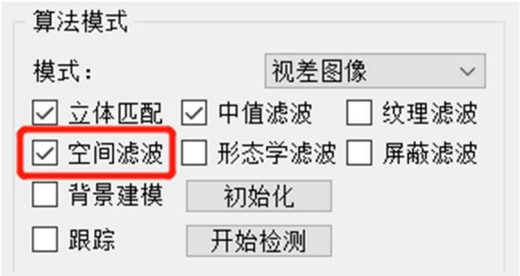 算法模式
模式： 视差图像
立体匹配 中值滤波 纹理滤波
空间滤波 形态学滤波 屏蔽滤波
背景建模 初始化
跟踪 开始检测